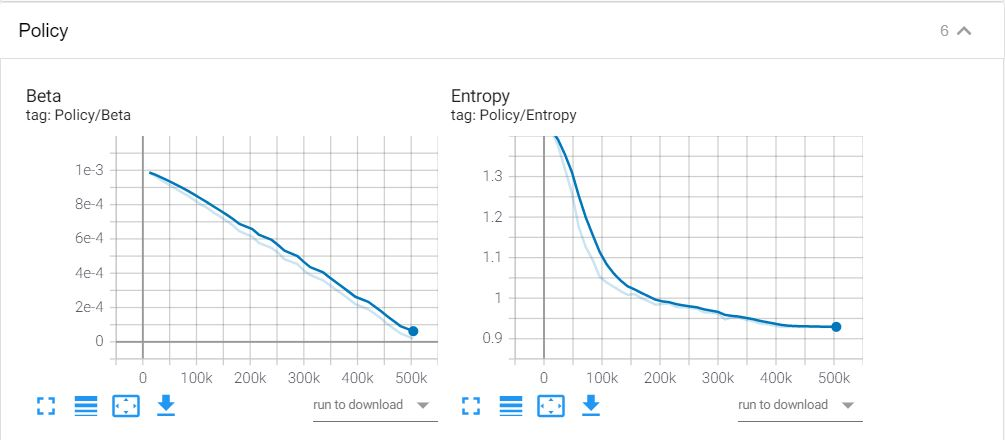 Policy
6
Beta
tag: Policy/Beta
1e-3
8e-4
6e-4
4e-4
2e-4
0
0 100k 200k 300k 400k 500k
run to download
Entropy
tag: Policy/Entropy
1.3
1.2
1.1
1
0.9
0 100k 200k 300k 400k 500k
run to download